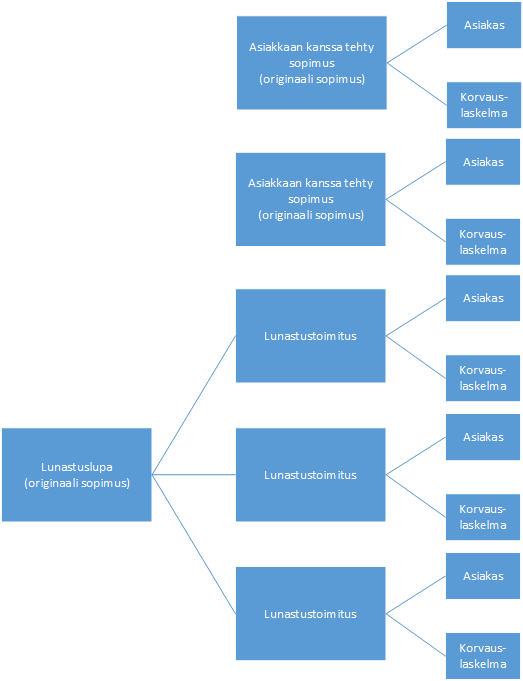 Asiakkaan kanssa tehty
sopimus
(originaali sopimus)
Asiakas
Korvaus-
laskelma
Asiakkaan kanssa tehty
sopimus
(originaali sopimus)
Asiakas
Korvaus-
laskelma
Lunastuslupa
(originaali sopimus)
Lunastustoimitus
Asiakas
Korvaus-
laskelma
Lunastustoimitus
Asiakas
Korvaus-
laskelma
Lunastustoimitus
Asiakas
Korvaus-
laskelma